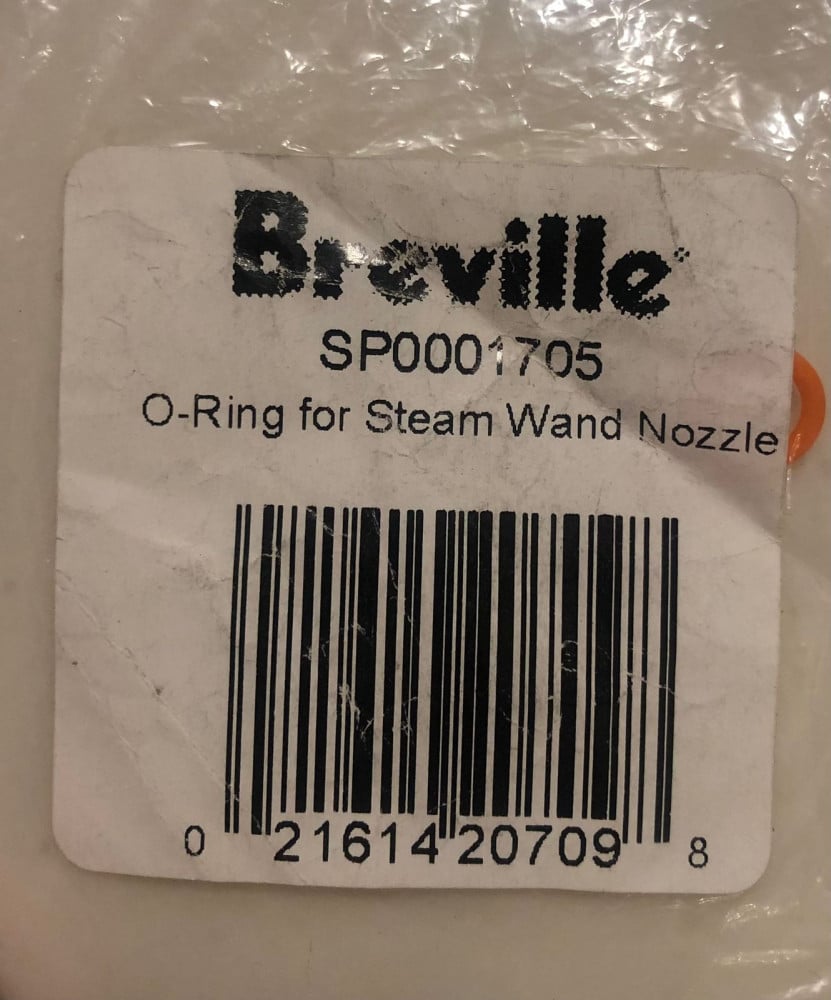 Breville
SP0001705
O-Ring for Steam Wand Nozzle
0 21614 20709 8